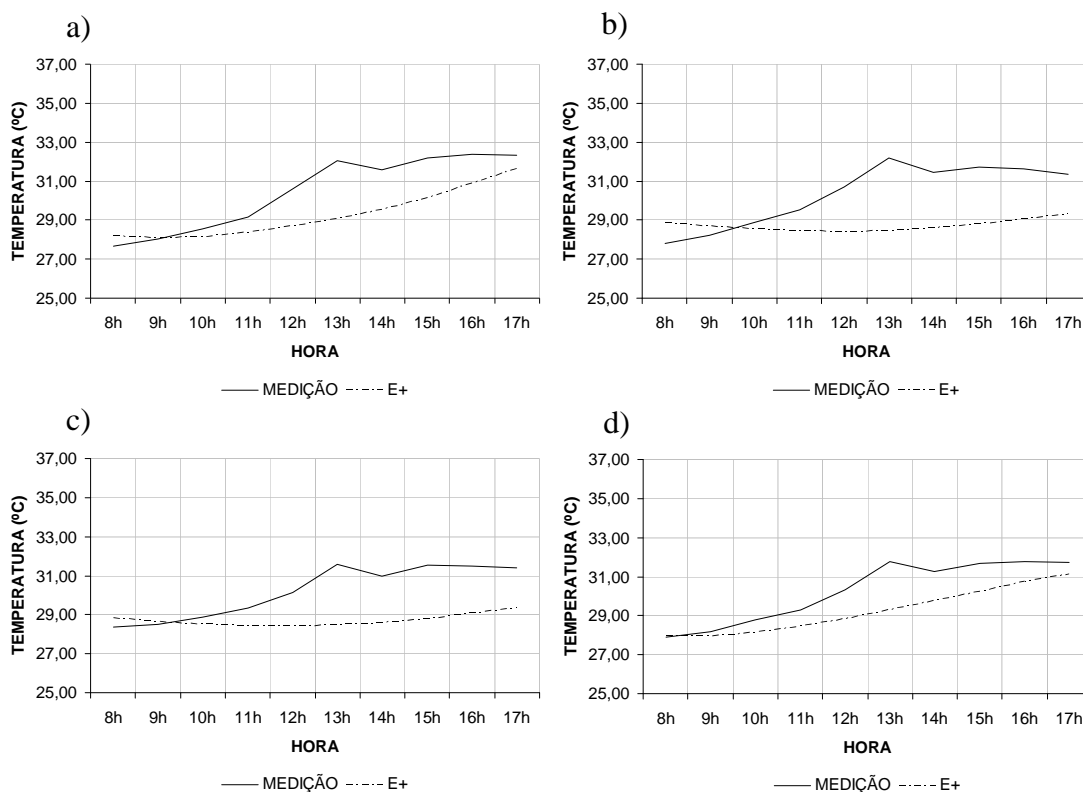 a)
37,00
35,00
33,00
31,00
29,00
27,00
25,00
TEMPERATURA (ºC)
8h 9h 10h 11h 12h 13h 14h 15h 16h 17h
HORA
MEDIÇÃO E+
b)
37,00
35,00
33,00
31,00
29,00
27,00
25,00
TEMPERATURA (ºC)
8h 9h 10h 11h 12h 13h 14h 15h 16h 17h
HORA
MEDIÇÃO E+
c)
37,00
35,00
33,00
31,00
29,00
27,00
25,00
TEMPERATURA (ºC)
8h 9h 10h 11h 12h 13h 14h 15h 16h 17h
HORA
MEDIÇÃO E+
d)
37,00
35,00
33,00
31,00
29,00
27,00
25,00
TEMPERATURA (ºC)
8h 9h 10h 11h 12h 13h 14h 15h 16h 17h
HORA
MEDIÇÃO E+